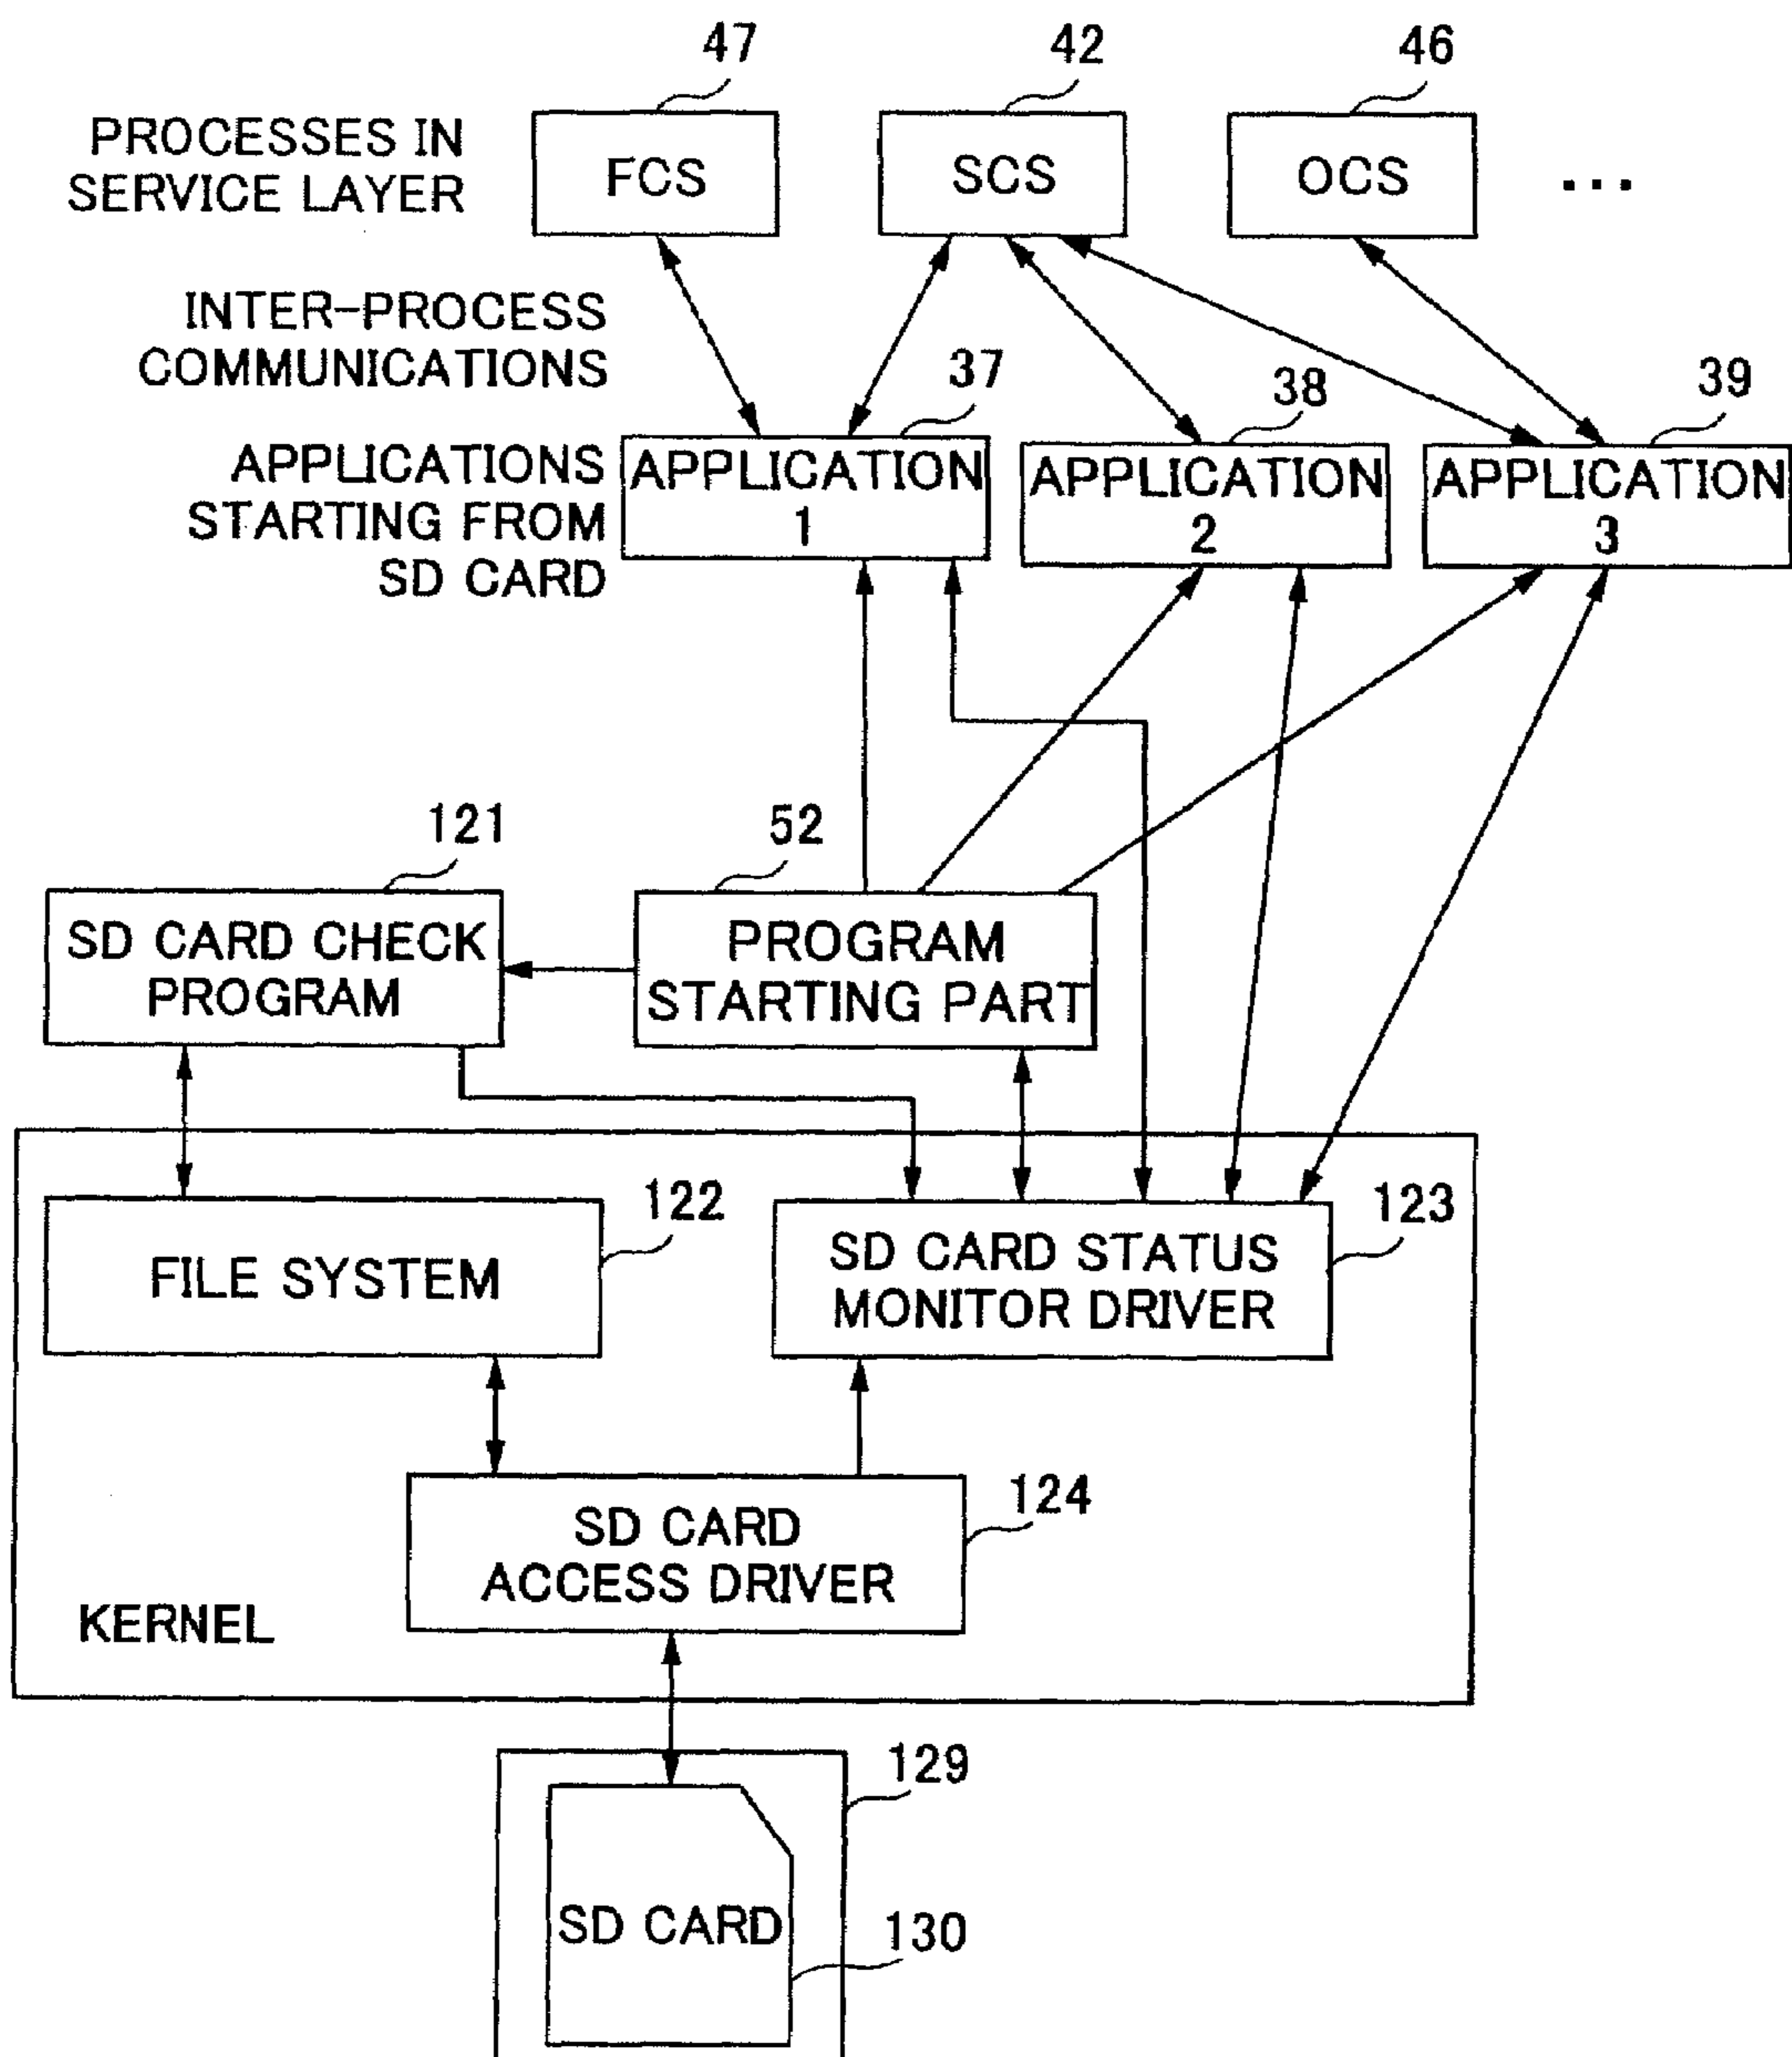 47
42
46
PROCESSES IN
SERVICE LAYER
FCS
SCS
OCS
...
INTER-PROCESS
COMMUNICATIONS
37
38
39
APPLICATIONS
STARTING FROM
SD CARD
APPLICATION
1
APPLICATION
2
APPLICATION
3
121
52
SD CARD CHECK
PROGRAM
PROGRAM
STARTING PART
122
123
FILE SYSTEM
SD CARD STATUS
MONITOR DRIVER
124
SD CARD
ACCESS DRIVER
KERNEL
129
SD CARD
130